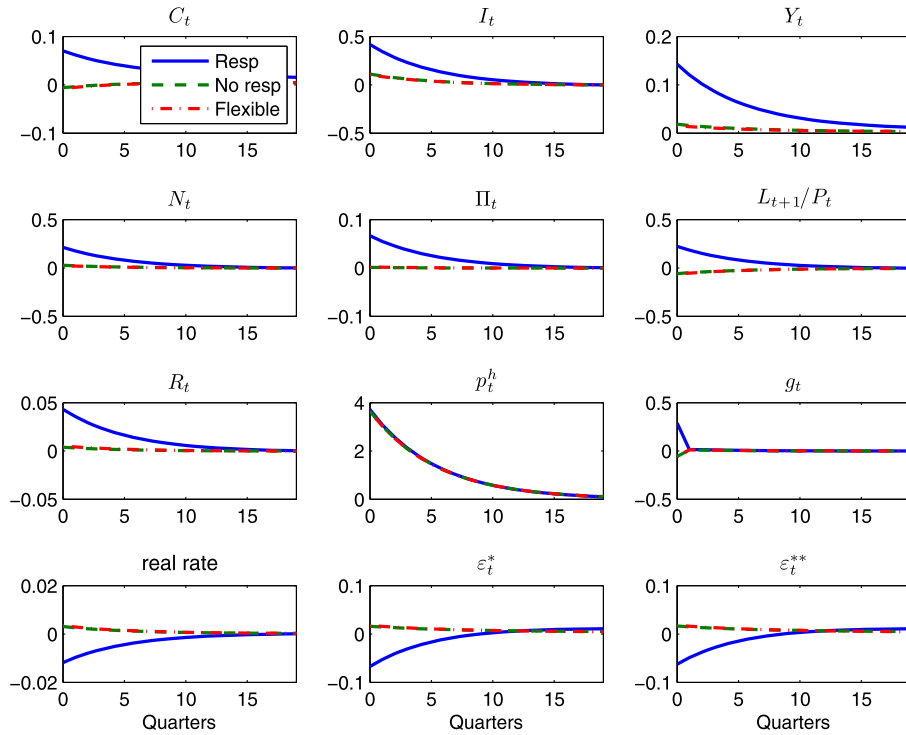 C_t
I_t
Y_t
0.1
0
−0.1
0 5 10 15
Resp
No resp
Flexible
0.5
0
−0.5
0 5 10 15
0.2
0.1
0
0 5 10 15
N_t
Π_t
L_{t+1}/P_t
0.5
0
−0.5
0 5 10 15
0.1
0
0.1
0 5 10 15
0.5
0
−0.5
0 5 10 15
R_t
p_t^h
g_t
0.05
0
−0.05
0 5 10 15
4
2
0
0 5 10 15
0.5
0
−0.5
0 5 10 15
real rate
ε_t^*
ε_t^{**}
0.02
0
−0.02
0 5 10 15
Quarters
0.1
0
−0.1
0 5 10 15
Quarters
0.1
0
−0.1
0 5 10 15
Quarters